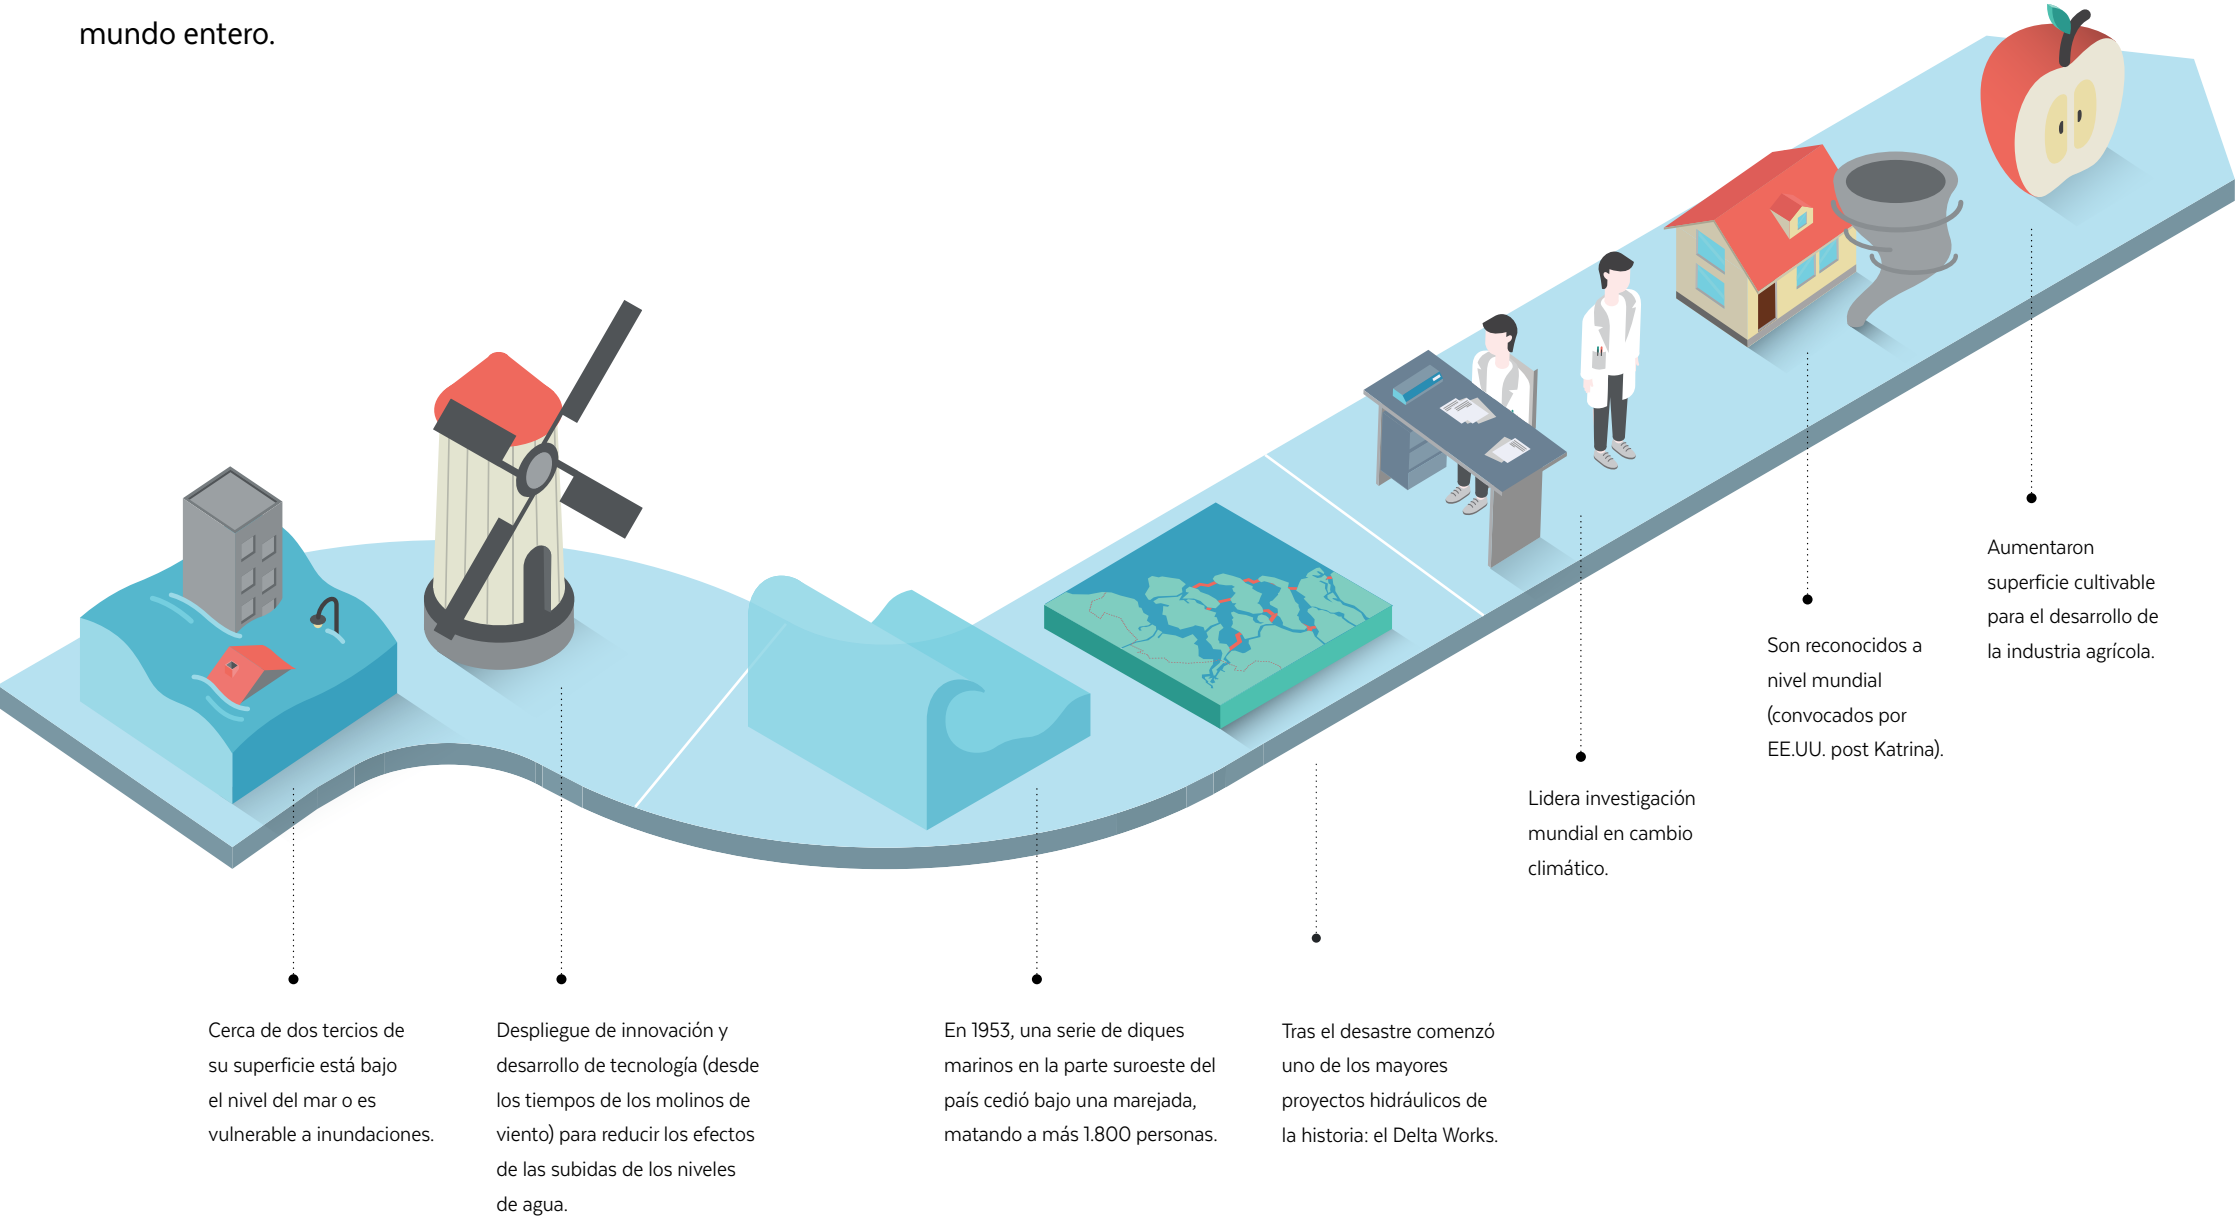 mundo entero.
Cerca de dos tercios de
su superficie está bajo
el nivel del mar o es
vulnerable a inundaciones.
Despliegue de innovación y
desarrollo de tecnología (desde
los tiempos de los molinos de
viento) para reducir los efectos
de las subidas de los niveles
de agua.
En 1953, una serie de diques
marinos en la parte suroeste del
país cedió bajo una marejada,
matando a más 1.800 personas.
Tras el desastre comenzó
uno de los mayores
proyectos hidráulicos de
la historia: el Delta Works.
Lidera investigación
mundial en cambio
climático.
Son reconocidos a
nivel mundial
(convocados por
EE.UU. post Katrina).
Aumentaron
superficie cultivable
para el desarrollo de
la industria agrícola.